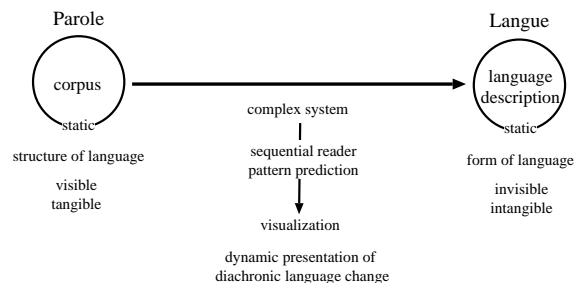 Parole
Langue
corpus
language
description
static
static
complex system
structure of language
sequential reader
pattern prediction
form of language
visible
tangible
invisible
intangible
visualization
dynamic presentation of
diachronic language change